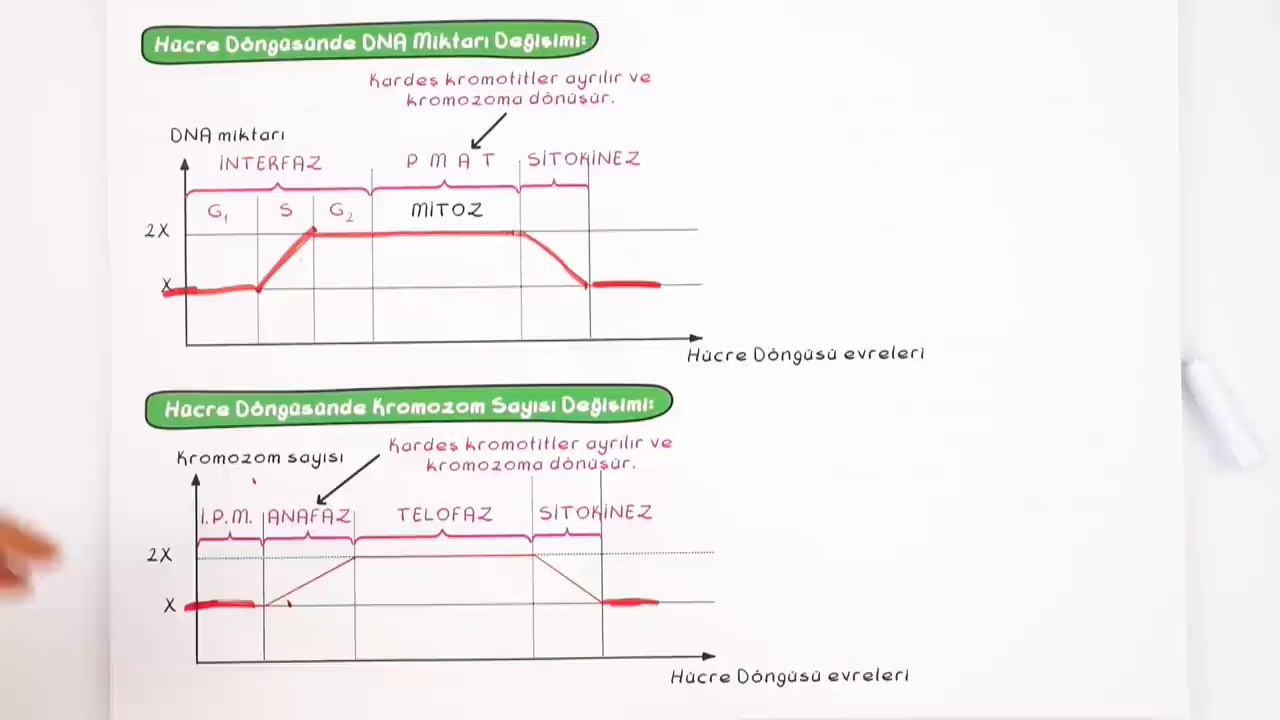 Hücre Döngüsünde DNA Miktarı Değişimi:
Kardeş kromotitler ayrılır ve
kromozoma dönüşür.
DNA miktarı
İNTERFAZ
P M A T
SİTOKİNEZ
G1
S
G2
MİTOZ
2X
X
Hücre Döngüsü evreleri
Hücre Döngüsünde Kromozom Sayısı Değişimi:
Kardeş kromotitler ayrılır ve
kromozoma dönüşür.
Kromozom sayısı
İ.P.M.
ANAFAZ
TELOFAZ
SİTOKİNEZ
2X
X
Hücre Döngüsü evreleri